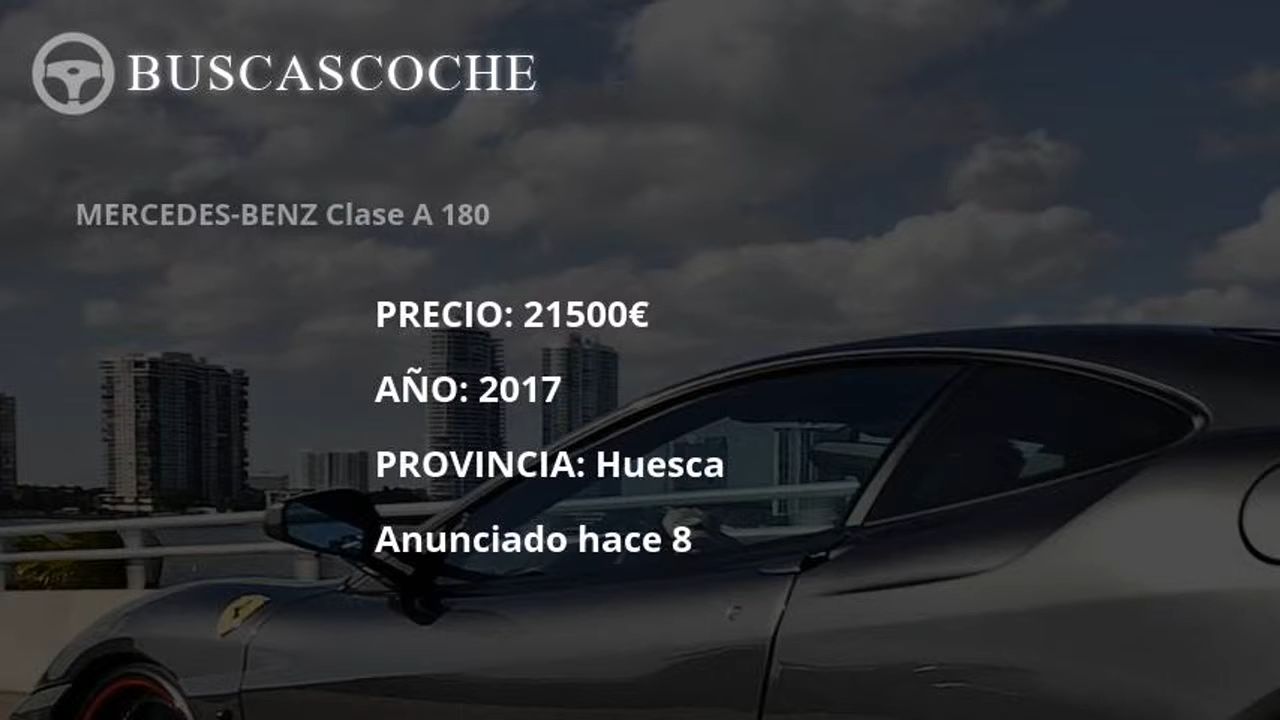 BUSCASCOCHE
MERCEDES-BENZ Clase A 180
PRECIO: 21500€
AÑO: 2017
PROVINCIA: Huesca
Anunciado hace 8